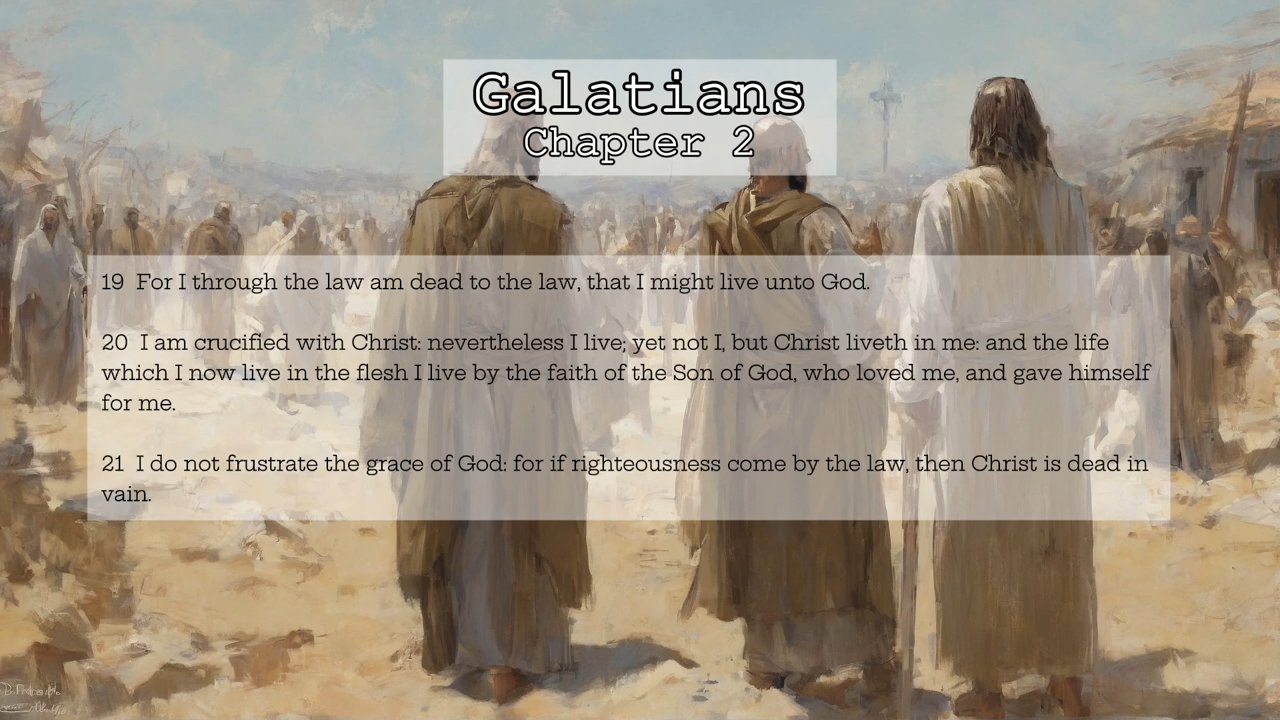 Galatians
Chapter 2
19 For I through the law am dead to the law, that I might live unto God.
20 I am crucified with Christ: nevertheless I live; yet not I, but Christ liveth in me: and the life
which I now live in the flesh I live by the faith of the Son of God, who loved me, and gave himself
for me.
21 I do not frustrate the grace of God: for if righteousness come by the law, then Christ is dead in
vain.